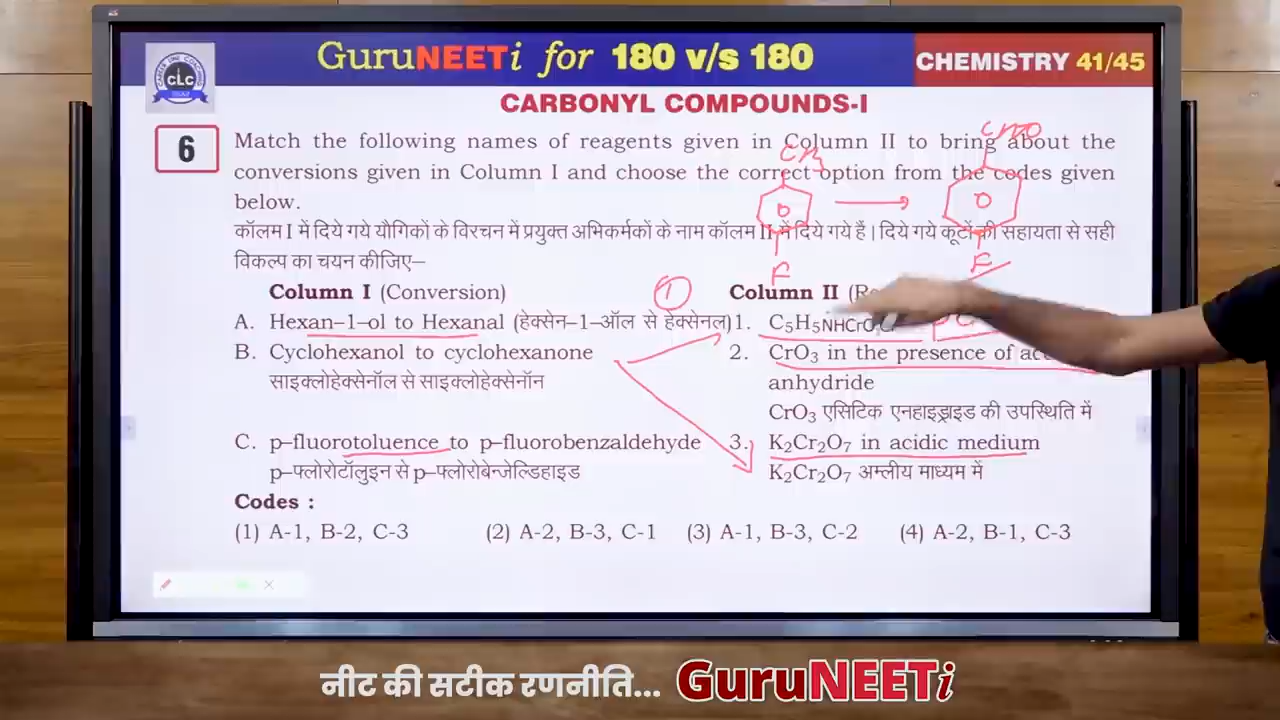 GuruNEETi for 180 v/s 180
CHEMISTRY 41/45
CLC
CARBONYL COMPOUNDS-I
6
Match the following names of reagents given in Column II to bring about the
conversions given in Column I and choose the correct option from the codes given
below.
कॉलम I में दिये गये यौगिकों के विरचन में प्रयुक्त अभिकर्मकों के नाम कॉलम II में दिये गये हैं। दिये गये कूटों की सहायता से सही
विकल्प का चयन कीजिए–
CH3
CHO
F
F
Column I (Conversion)
①
Column II
A. Hexan–1–ol to Hexanal (हेक्सेन–1–ऑल से हेक्सेनल)
1. C5H5NHCrO3Cl
B. Cyclohexanol to cyclohexanone
साइक्लोहेक्सेनॉल से साइक्लोहेक्सेनॉन
2. CrO3 in the presence of
anhydride
CrO3 एसिटिक एनहाइड्राइड की उपस्थिति में
C. p–fluorotoluence to p–fluorobenzaldehyde
p–फ्लोरोटॉलुइन से p–फ्लोरोबेन्जेल्डिहाइड
3. K2Cr2O7 in acidic medium
K2Cr2O7 अम्लीय माध्यम में
Codes :
(1) A-1, B-2, C-3 (2) A-2, B-3, C-1 (3) A-1, B-3, C-2 (4) A-2, B-1, C-3
नीट की सटीक रणनीति... GuruNEETi